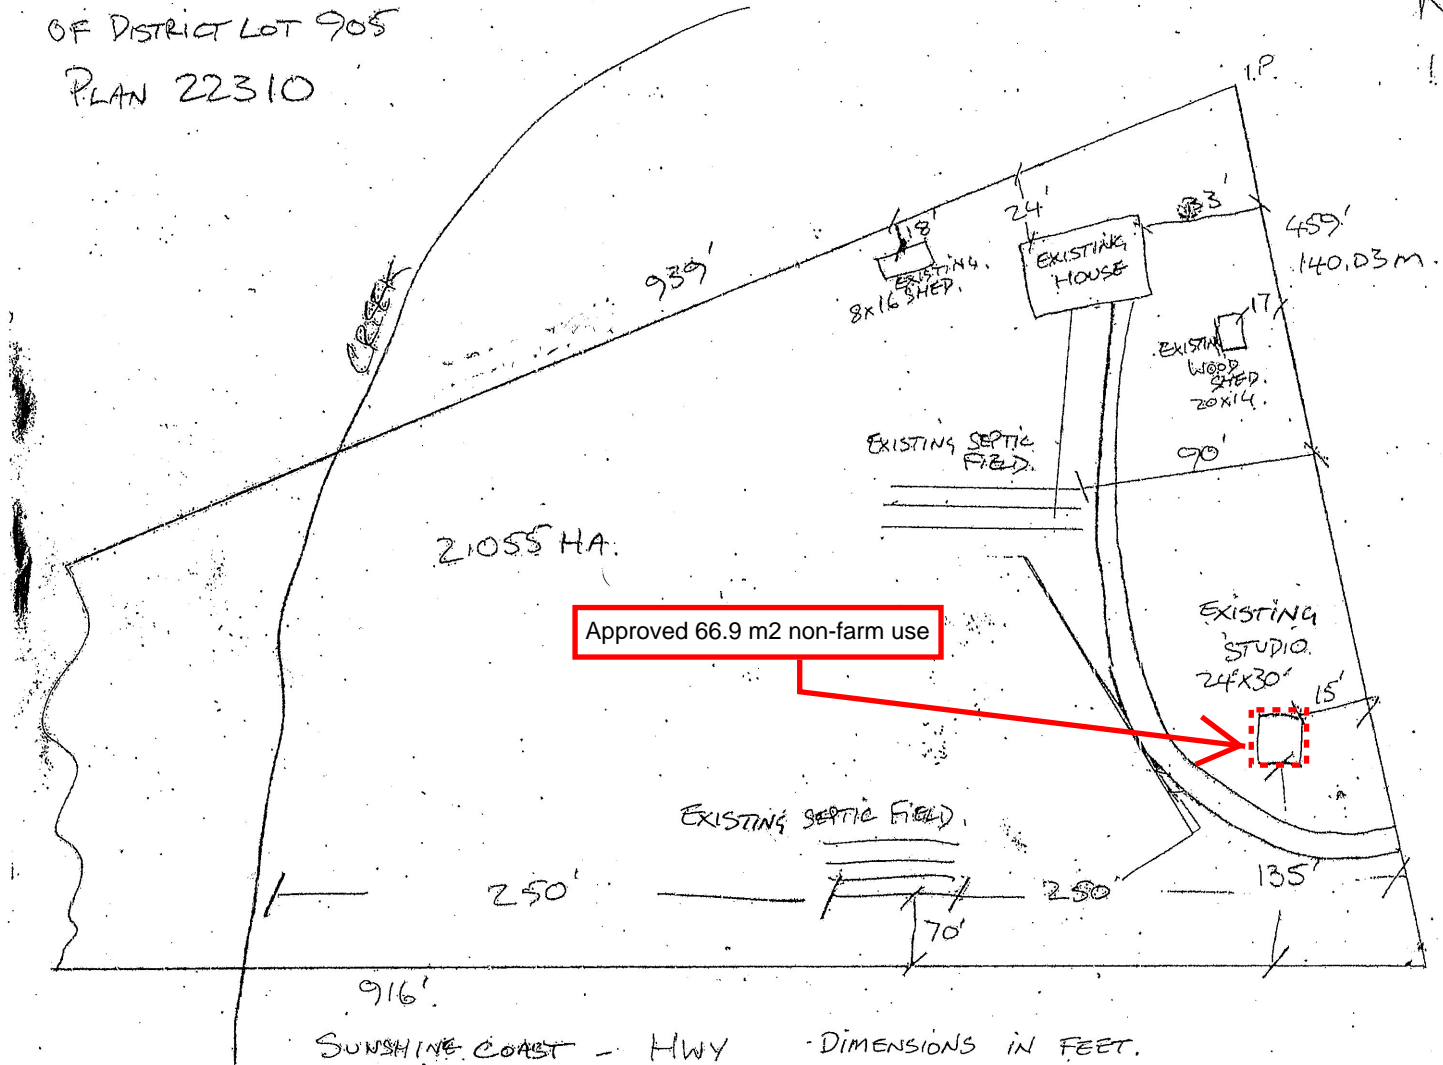 OF DISTRICT LOT 905
PLAN 22310
I.P.
24'
33'
459'
140.03 m.
18'
EXISTING
HOUSE
939'
EXISTING.
8x16 SHED.
CREEK
17'
EXISTING
WOOD
SHED.
20x14.
EXISTING SEPTIC
FIELD.
90'
2.055 HA.
Approved 66.9 m2 non-farm use
EXISTING
STUDIO.
24'x30'
15'
EXISTING SEPTIC FIELD.
250'
250'
135'
70'
916'
SUNSHINE COAST - HWY
DIMENSIONS IN FEET.